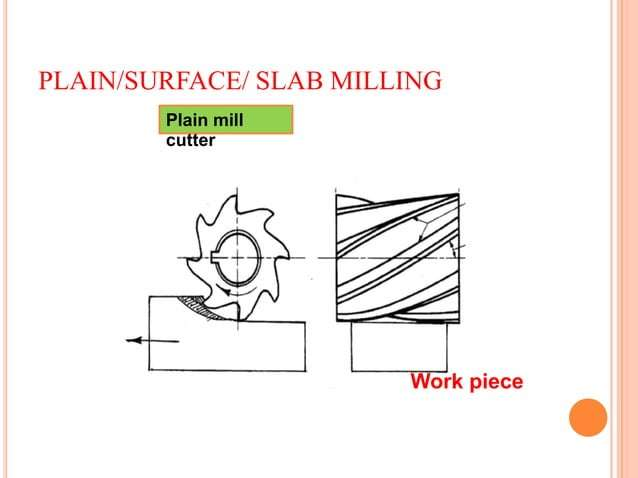 PLAIN/SURFACE/ SLAB MILLING
Plain mill
cutter
Work piece